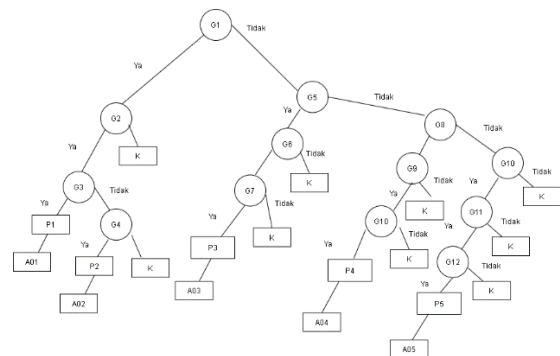 G1
Tidak
Ya
G5
Tidak
G2
Ya
G8
Tidak
Ya
K
G6
Tidak
G9
G10
G3
K
Tidak
Ya
Tidak
Ya
Tidak
G7
Ya
K
K
P1
G4
Tidak
G10
G11
Ya
Ya
Tidak
Ya
Tidak
A01
P2
K
P3
K
Ya
K
K
G12
Tidak
A02
A03
P4
Ya
K
P5
A04
A05